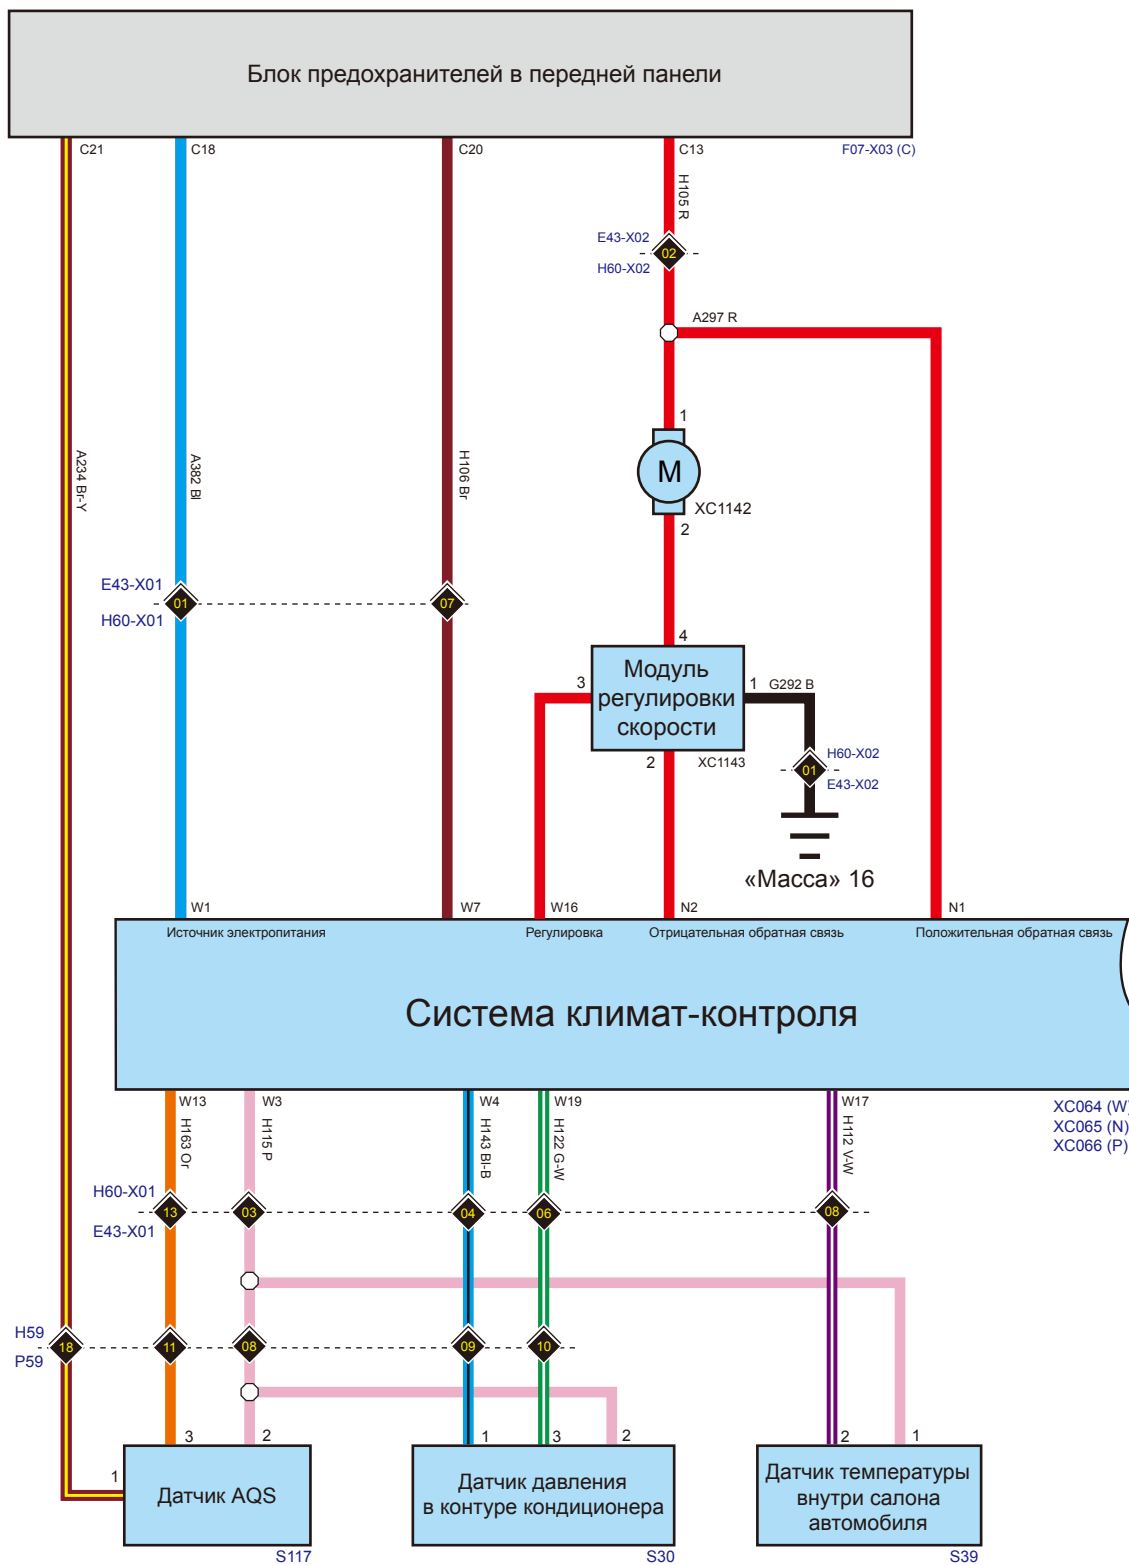 Блок предохранителей в передней панели
C21
C18
C20
C13
F07-X03 (C)
H105 R
E43-X02
02
H60-X02
A297 R
1
M
XC1142
2
A234 Br-Y
A382 Bl
H106 Br
E43-X01
01
07
H60-X01
4
Модуль
регулировки
скорости
3
1
G292 B
2
XC1143
H60-X02
01
E43-X02
«Масса» 16
W1
W7
W16
N2
N1
Источник электропитания
Регулировка
Отрицательная обратная связь
Положительная обратная связь
Система климат-контроля
W13
W3
W4
W19
W17
XC064 (W)
XC065 (N)
XC066 (P)
H163 Or
H115 P
H143 Bl-B
H122 G-W
H112 V-W
H60-X01
13
03
04
06
08
E43-X01
H59
18
11
08
09
10
P59
3
2
1
3
2
2
1
1
Датчик AQS
Датчик давления
в контуре кондиционера
Датчик температуры
внутри салона
автомобиля
S117
S30
S39